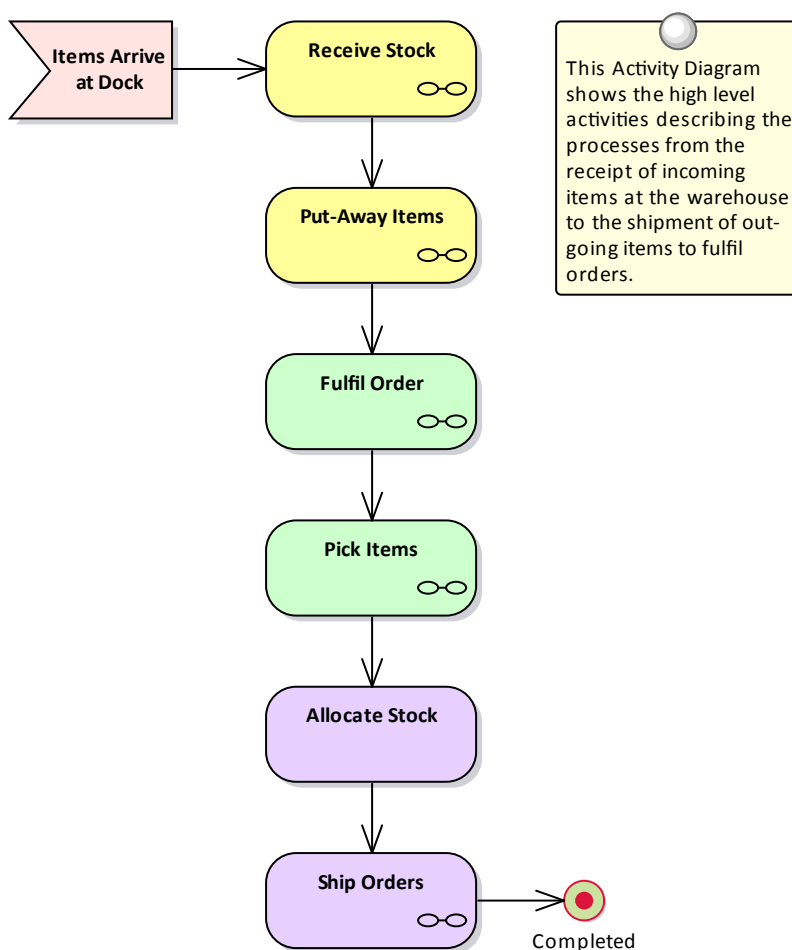 Items Arrive
at Dock
Receive Stock
This Activity Diagram
shows the high level
activities describing the
processes from the
receipt of incoming
items at the warehouse
to the shipment of out-
going items to fulfil
orders.
Put-Away Items
Fulfil Order
Pick Items
Allocate Stock
Ship Orders
Completed